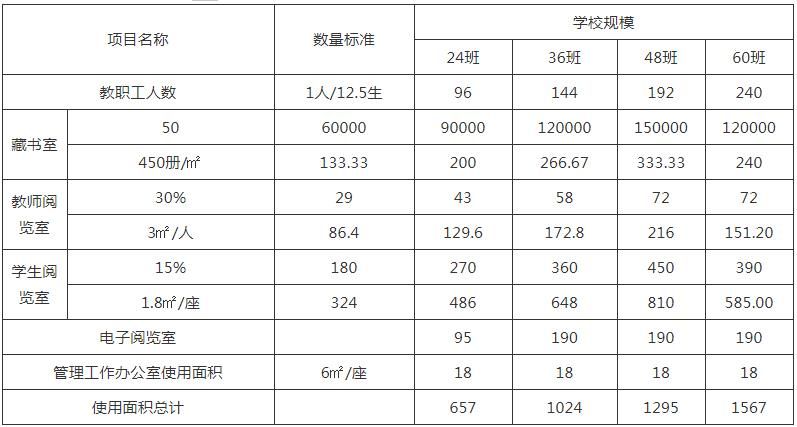 项目名称 数量标准 学校规模
24班 36班 48班 60班
教职工人数 1人/12.5生 96 144 192 240
藏书室 50 60000 90000 120000 150000 120000
450册/㎡ 133.33 200 266.67 333.33 240
教师阅览室 30% 29 43 58 72 72
3㎡/人 86.4 129.6 172.8 216 151.20
学生阅览室 15% 180 270 360 450 390
1.8㎡/座 324 486 648 810 585.00
电子阅览室 95 190 190 190
管理工作办公室使用面积 6㎡/座 18 18 18 18
使用面积总计 657 1024 1295 1567